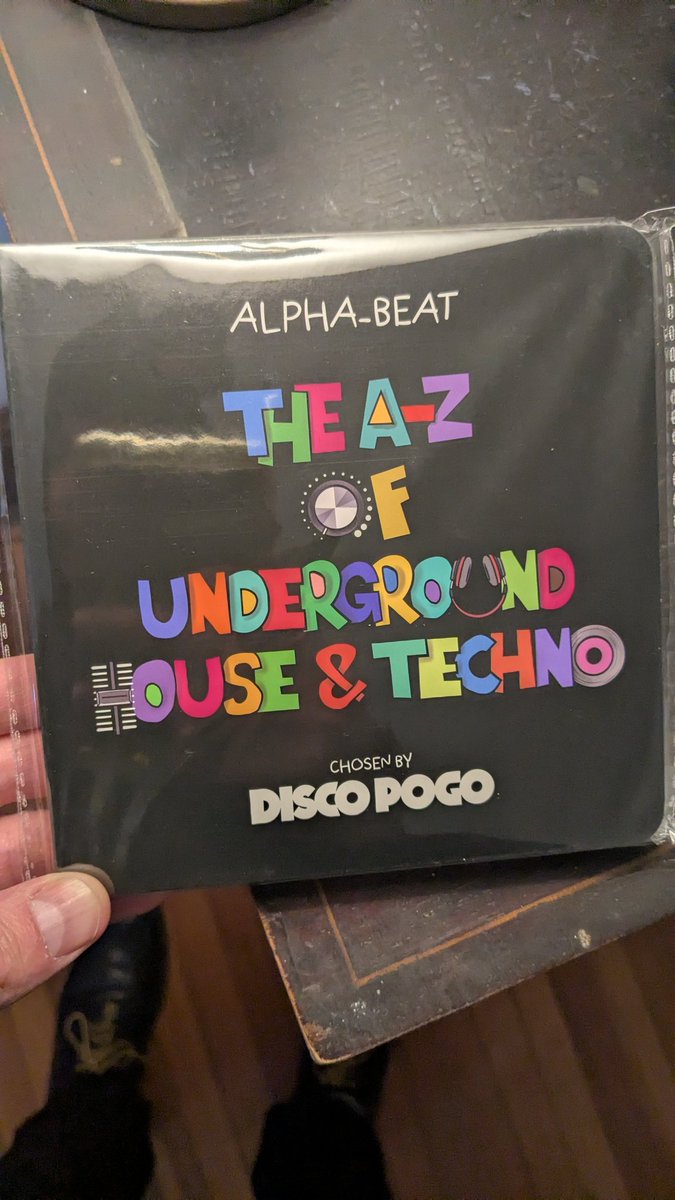 ALPHA-BEAT
THE A-Z
OF
UNDERGROUND
HOUSE & TECHNO
CHOSEN BY
DISCO POGO